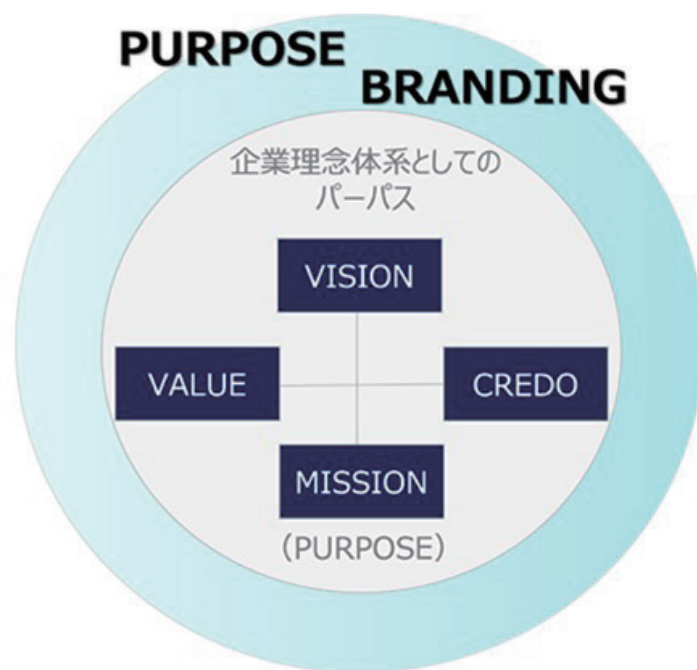 PURPOSE
BRANDING
企業理念体系としての
パーパス
VISION
VALUE
CREDO
MISSION
(PURPOSE)